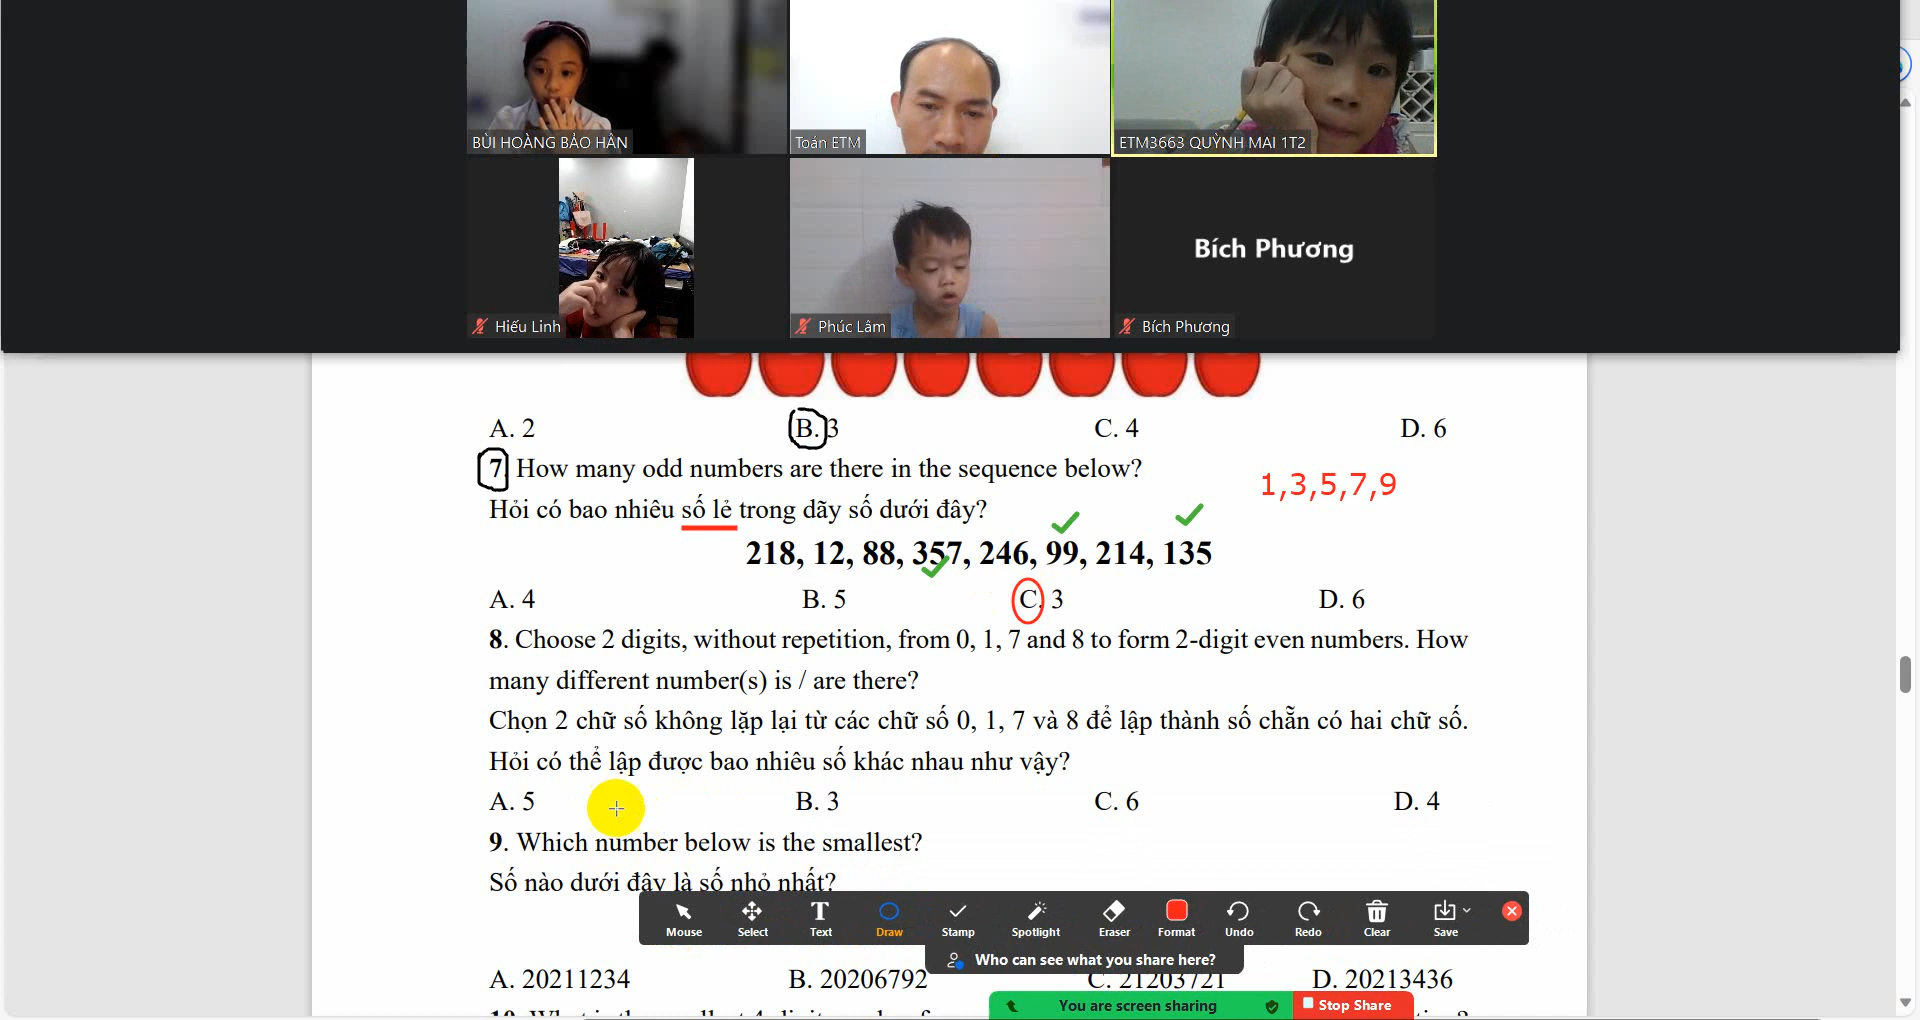 BÙI HOÀNG BẢO HÂN
Toán ETM
ETM3663 QUỲNH MAI 1T2
Hiếu Linh
Phúc Lâm
Bích Phương
Bích Phương
A. 2 B. 3 C. 4 D. 6
7 How many odd numbers are there in the sequence below?
1,3,5,7,9
Hỏi có bao nhiêu số lẻ trong dãy số dưới đây?
218, 12, 88, 357, 246, 99, 214, 135
A. 4 B. 5 C. 3 D. 6
8. Choose 2 digits, without repetition, from 0, 1, 7 and 8 to form 2-digit even numbers. How
many different number(s) is / are there?
Chọn 2 chữ số không lặp lại từ các chữ số 0, 1, 7 và 8 để lập thành số chẵn có hai chữ số.
Hỏi có thể lập được bao nhiêu số khác nhau như vậy?
A. 5 B. 3 C. 6 D. 4
9. Which number below is the smallest?
Số nào dưới đây là số nhỏ nhất?
Mouse Select Text Draw Stamp Spotlight Eraser Format Undo Redo Clear Save
Who can see what you share here?
A. 20211234 B. 20206792 C. 21203721 D. 20213436
You are screen sharing Stop Share